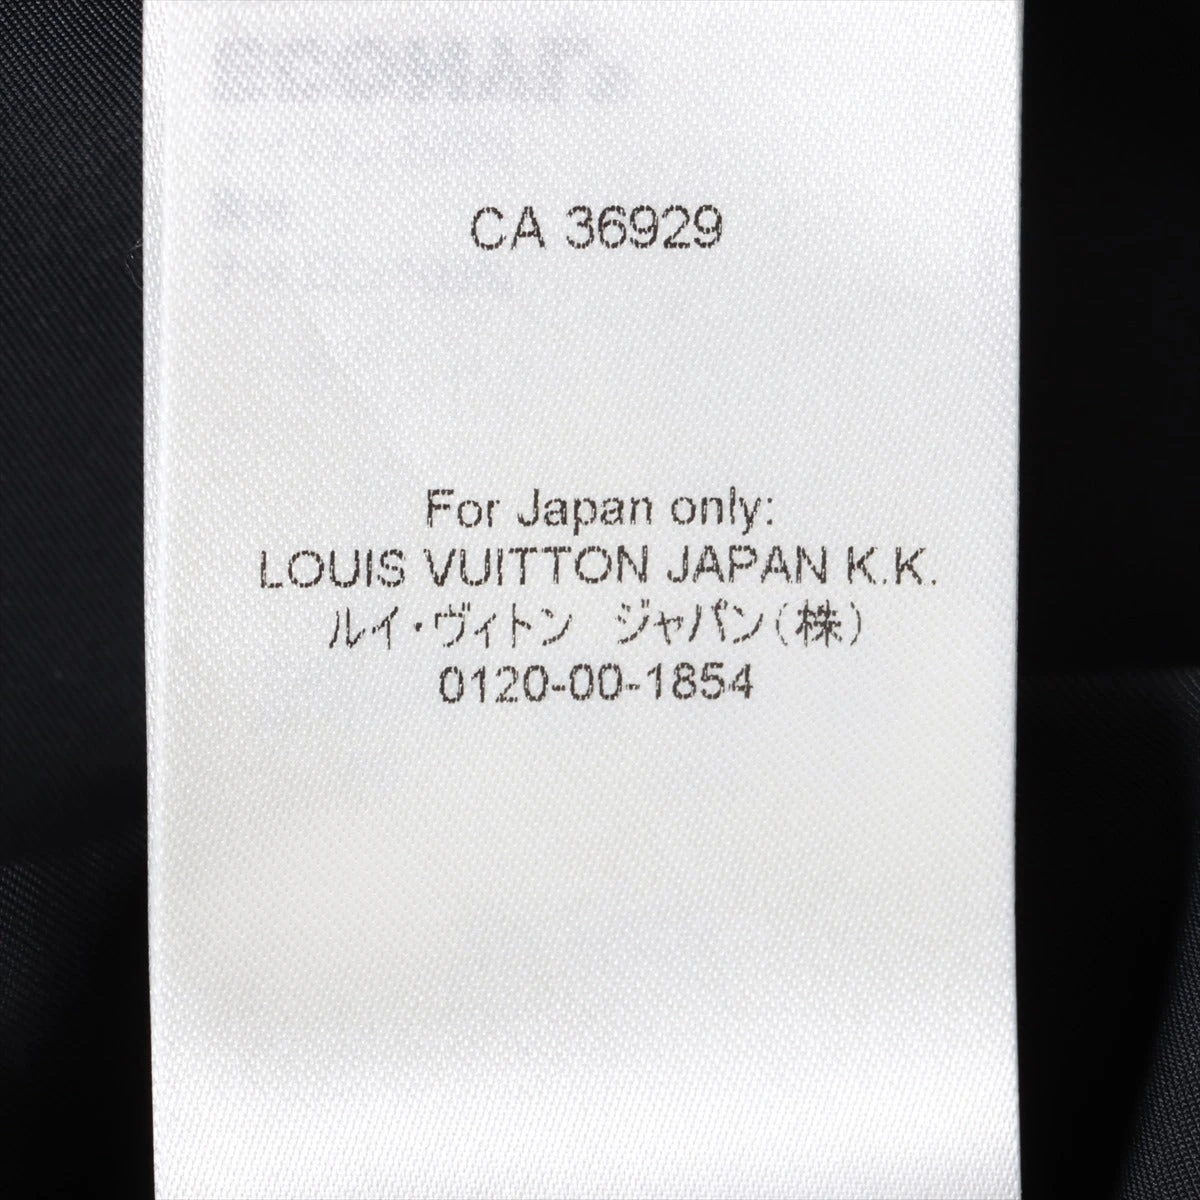 CA 36929
For Japan only:
LOUIS VUITTON JAPAN K.K.
ルイ・ヴィトン ジャパン(株)
0120-00-1854